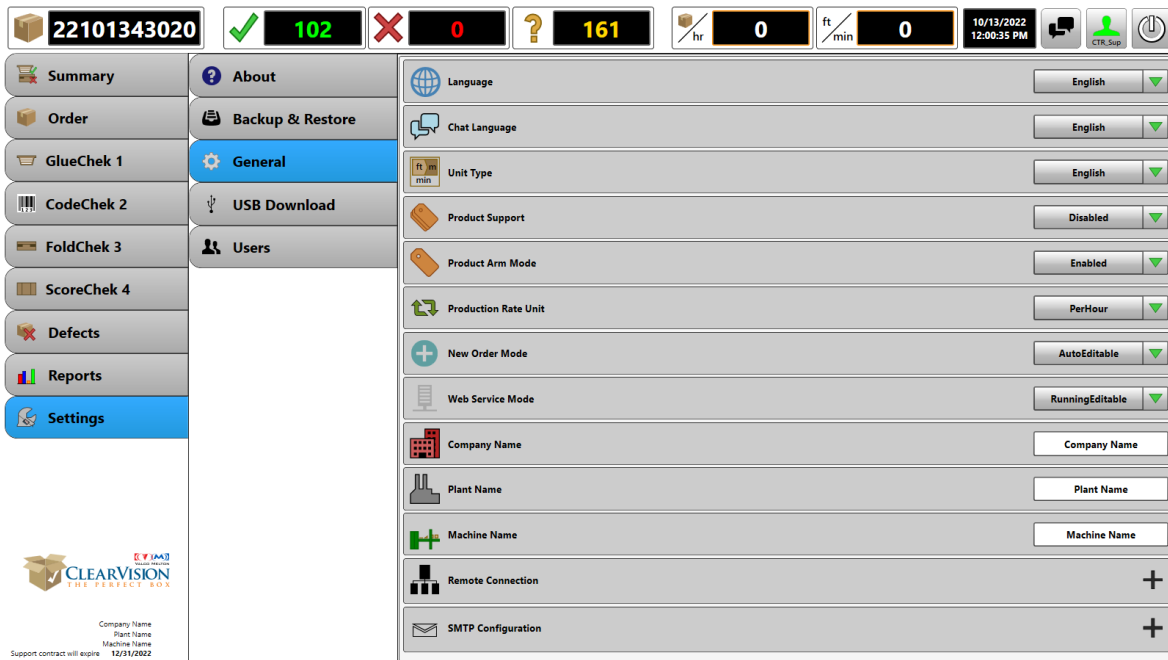 22101343020
102
0
161
hr
0
ft
min
0
10/13/2022
12:00:35 PM
CTR_Sup
Summary
Order
GlueChek 1
CodeChek 2
FoldChek 3
ScoreChek 4
Defects
Reports
Settings
About
Backup & Restore
General
USB Download
Users
Language English
Chat Language English
ft m
min
Unit Type English
Product Support Disabled
Product Arm Mode Enabled
Production Rate Unit PerHour
New Order Mode AutoEditable
Web Service Mode RunningEditable
Company Name Company Name
Plant Name Plant Name
Machine Name Machine Name
Remote Connection
SMTP Configuration
VALCO MELTON
CLEARVISION
THE PERFECT BOX
Company Name
Plant Name
Machine Name
Support contract will expire 12/31/2022